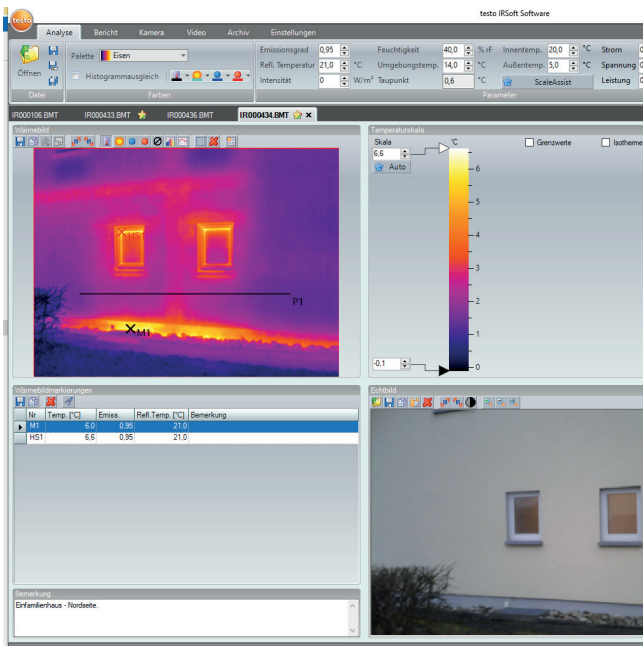 testo IRSoft Software
testo
Analyse Bericht Kamera Video Archiv Einstellungen
Öffnen
Palette Eisen
Histogrammausgleich
Datei Farben
Emissionsgrad 0,95 Feuchtigkeit 40,0 % rF Innentemp. 20,0 °C Strom
Refl. Temperatur 21,0 °C Umgebungstemp. 14,0 °C Außentemp. 5,0 °C Spannung
Intensität 0 W/m² Taupunkt 0,6 °C ScaleAssist Leistung
Parameter
IR000106.BMT IR000433.BMT IR000436.BMT IR000434.BMT
Wärmebild
HS1
P1
M1
Temperaturskala
Skala °C Grenzwerte Isotherme
6,6
Auto
6
5
4
3
2
1
0
-0,1
Wärmebildmarkierungen
Nr Temp. [°C] Emiss. Refl.Temp. [°C] Bemerkung
M1 6,0 0,95 21,0
HS1 6,6 0,95 21,0
Bemerkung
Einfamilienhaus - Nordseite.
Echtbild